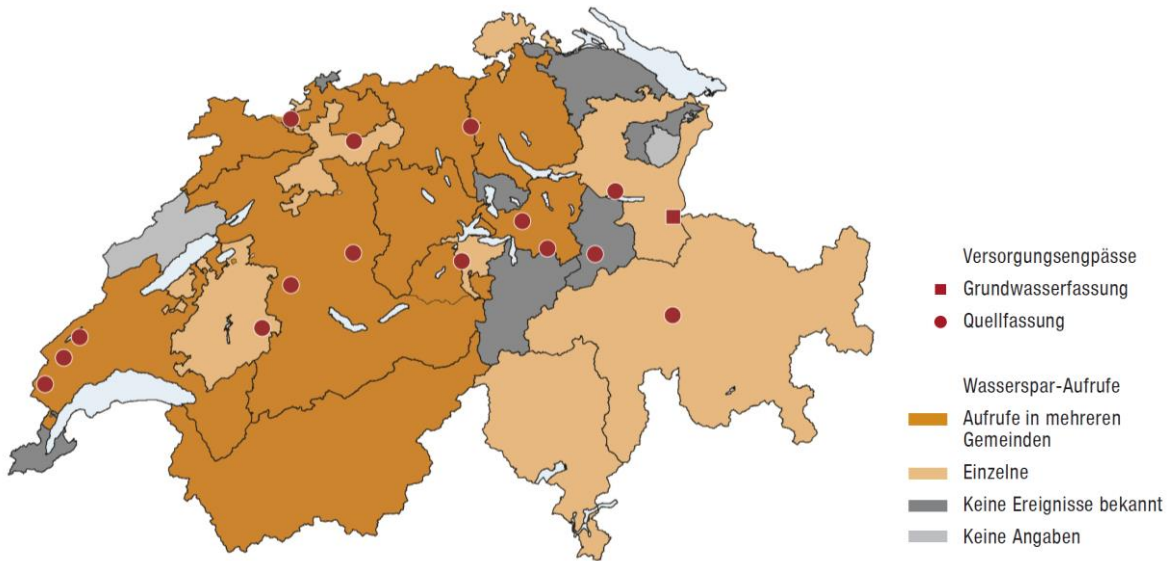 Versorgungsengpässe
Grundwasserfassung
Quellfassung
Wasserspar-Aufrufe
Aufrufe in mehreren
Gemeinden
Einzelne
Keine Ereignisse bekannt
Keine Angaben